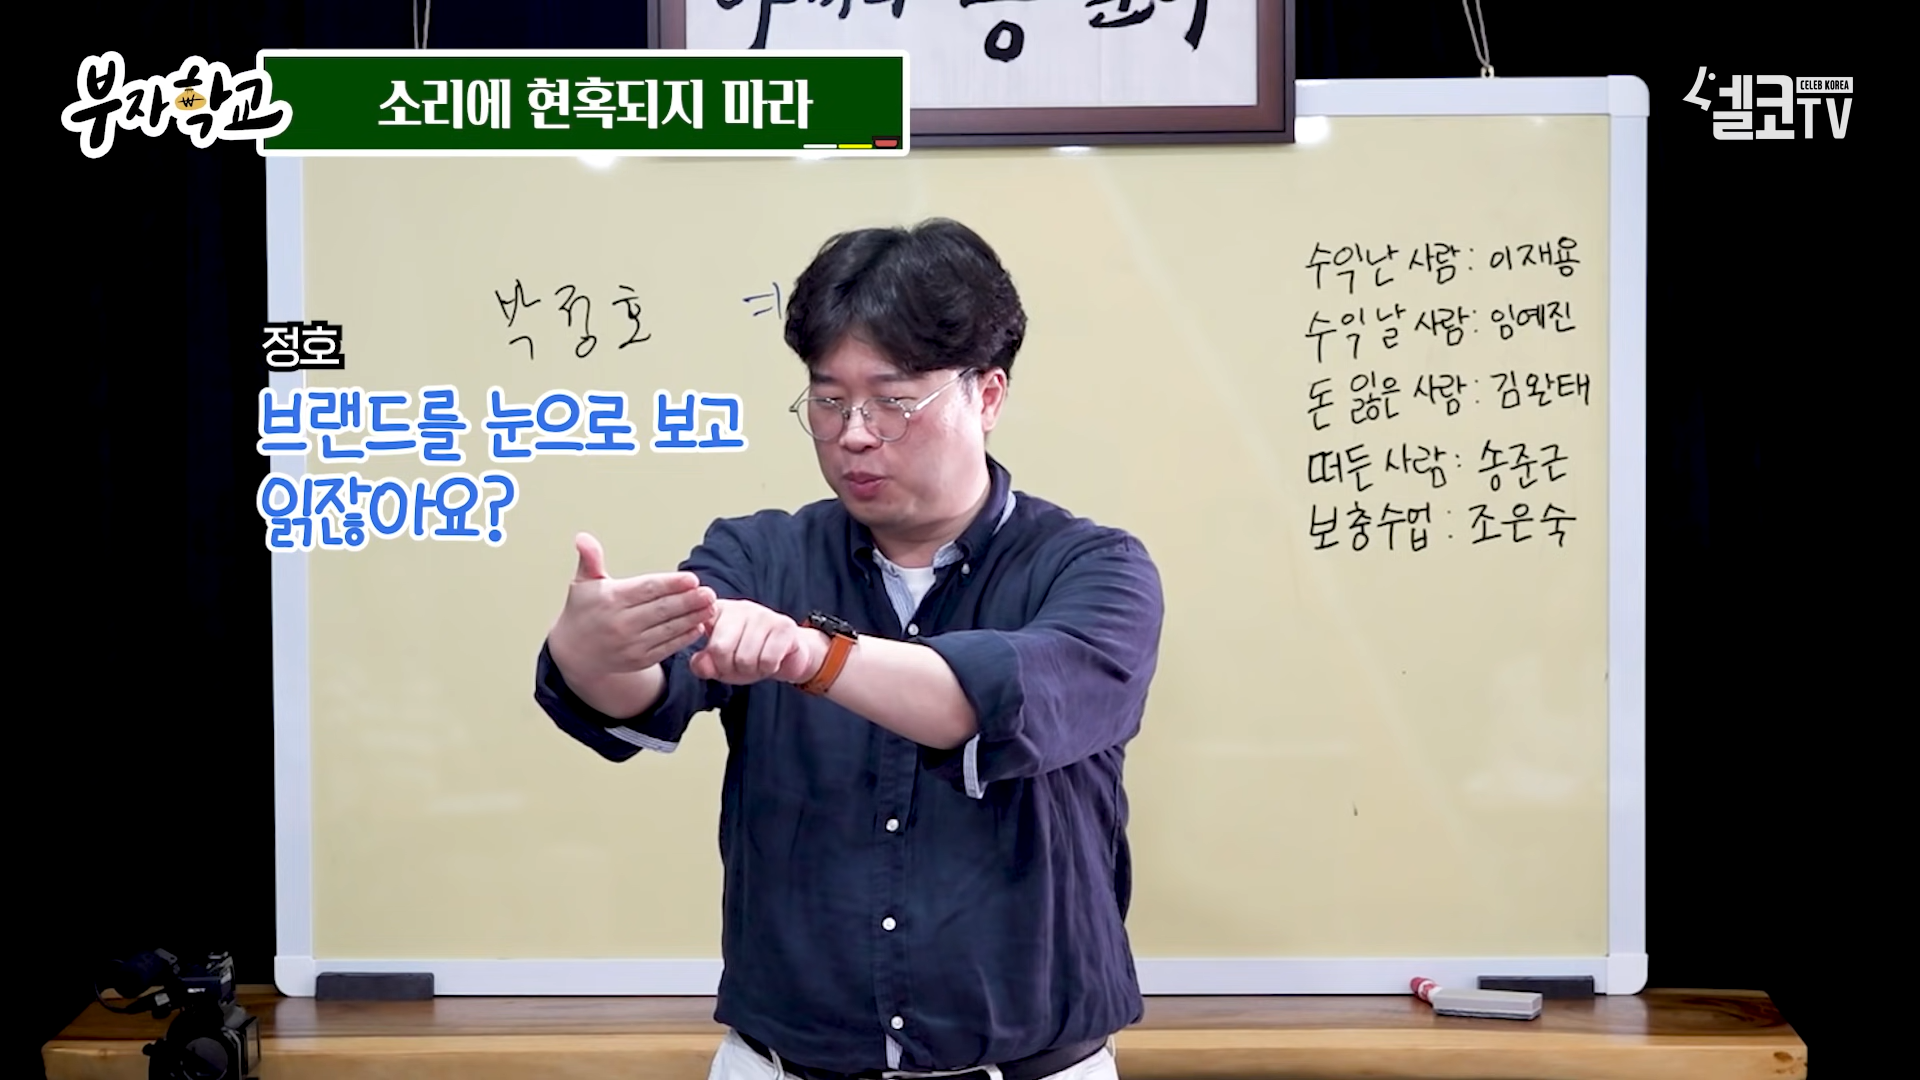 부자학교
소리에 현혹되지 마라
셀코TV
CELEB KOREA
박정호
정호
브랜드를 눈으로 보고
읽잖아요?
수익난 사람: 이재용
수익 날 사람: 임예진
돈 잃은 사람: 김완태
떠든 사람: 송준근
보충수업: 조은숙